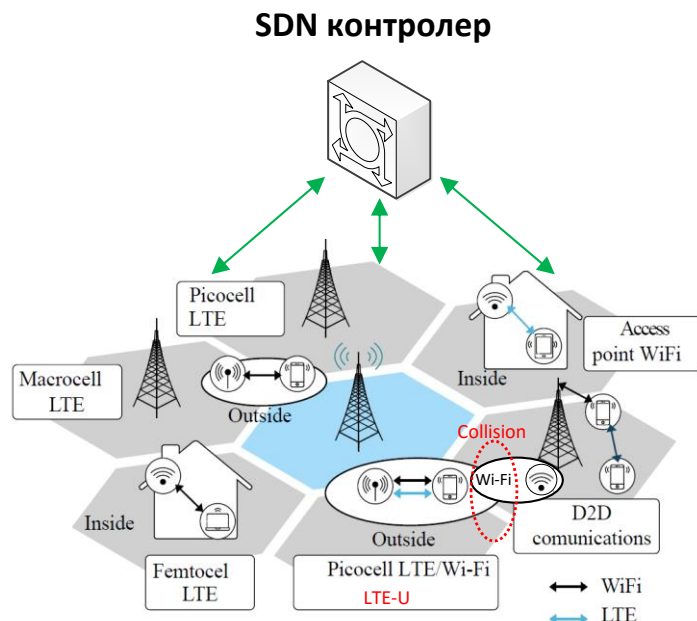 SDN контролер
Picocell
LTE
Macrocell
LTE
Outside
Inside
Access
point WiFi
Collision
Wi-Fi
Inside
Outside
D2D
comunications
Femtocel
LTE
Picocell LTE/Wi-Fi
LTE-U
WiFi
LTE